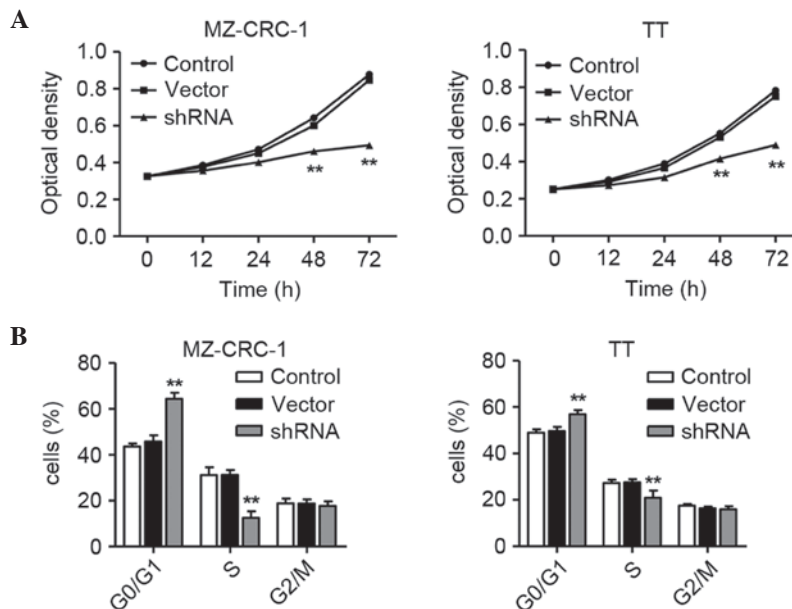 A
MZ-CRC-1
Optical density
1.0
0.8
0.6
0.4
0.2
0.0
Control
Vector
shRNA
**
**
0 12 24 48 72
Time (h)
TT
Optical density
1.0
0.8
0.6
0.4
0.2
0.0
Control
Vector
shRNA
**
**
0 12 24 48 72
Time (h)
B
MZ-CRC-1
cells (%)
80
60
40
20
0
Control
Vector
shRNA
**
**
G0/G1 S G2/M
TT
cells (%)
80
60
40
20
0
Control
Vector
shRNA
**
**
G0/G1 S G2/M